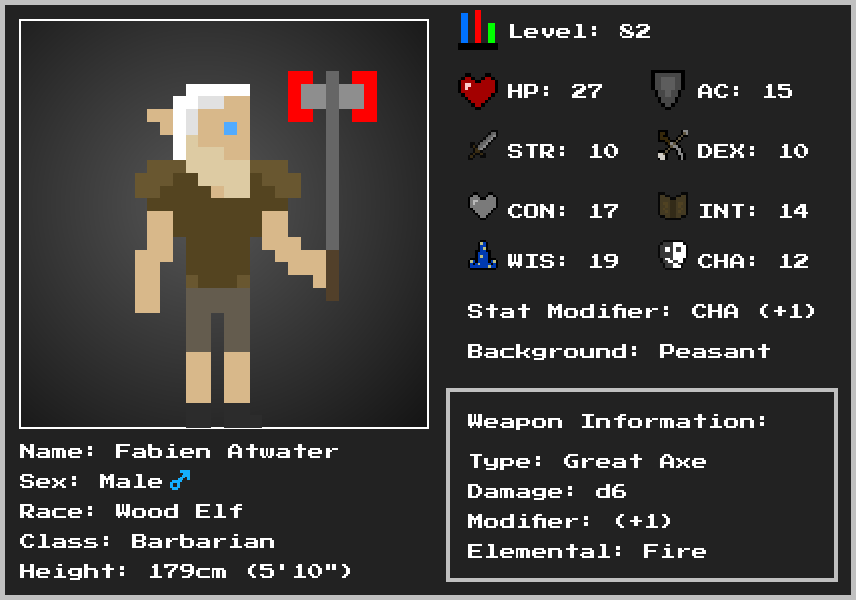 Level: 82
HP: 27 AC: 15
STR: 10 DEX: 10
CON: 17 INT: 14
WIS: 19 CHA: 12
Stat Modifier: CHA (+1)
Background: Peasant
Weapon Information:
Type: Great Axe
Damage: d6
Modifier: (+1)
Elemental: Fire
Name: Fabien Atwater
Sex: Male ♂
Race: Wood Elf
Class: Barbarian
Height: 179cm (5'10")